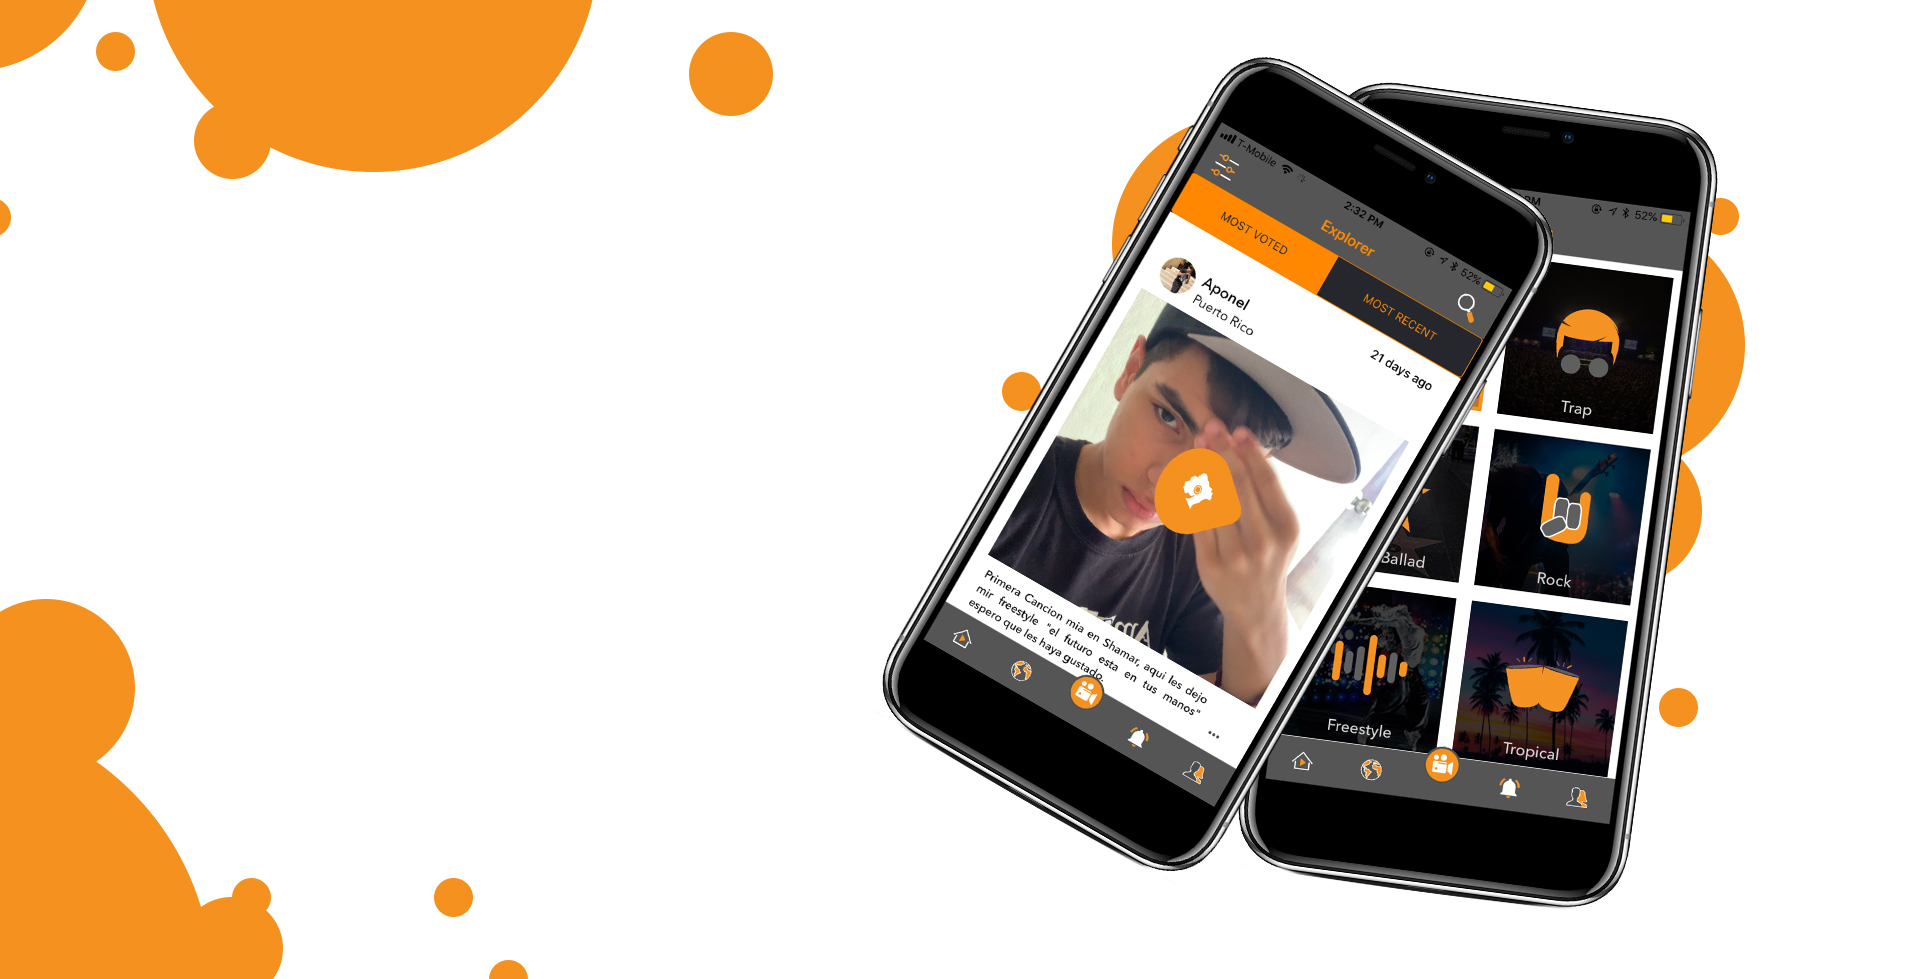 T-Mobile
2:32 PM
52%
Explorer
MOST VOTED
MOST RECENT
Aponel
Puerto Rico
21 days ago
Primera Cancion mia en Shamar, aqui les dejo
mir freestyle "el futuro esta en tus manos"
espero que les haya gustado.
...
PM
52%
Trap
Ballad
Rock
Freestyle
Tropical